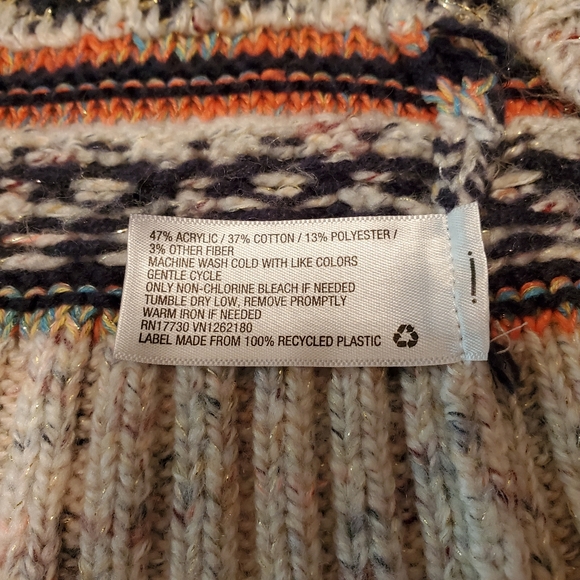 47% ACRYLIC / 37% COTTON / 13% POLYESTER /
3% OTHER FIBER
MACHINE WASH COLD WITH LIKE COLORS
GENTLE CYCLE
ONLY NON-CHLORINE BLEACH IF NEEDED
TUMBLE DRY LOW, REMOVE PROMPTLY
WARM IRON IF NEEDED
RN17730 VN1262180
LABEL MADE FROM 100% RECYCLED PLASTIC